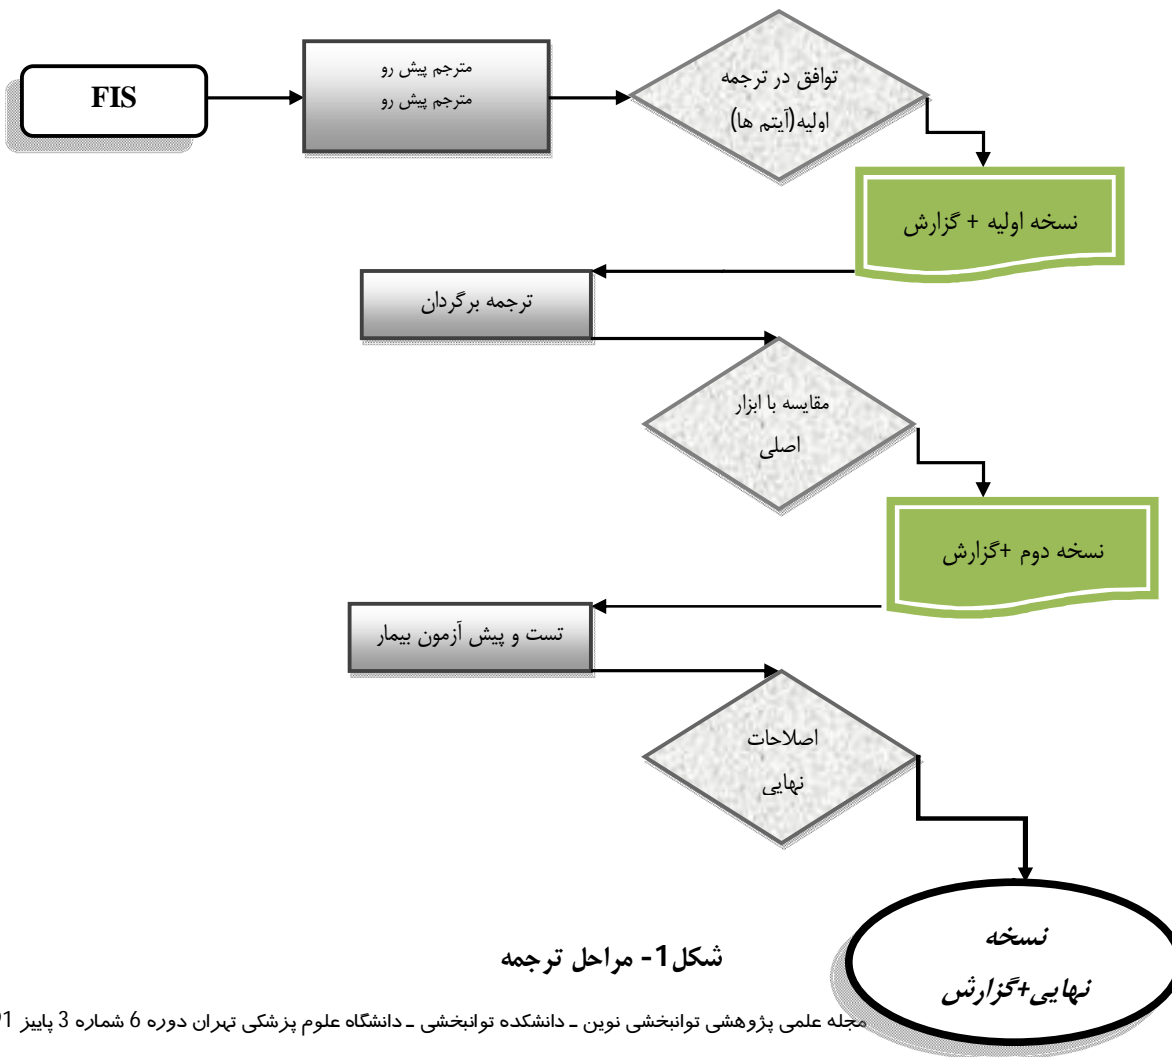 FIS
مترجم پیش رو
مترجم پیش رو
توافق در ترجمه
اولیه(آیتم ها)
نسخه اولیه + گزارش
ترجمه برگردان
مقایسه با ابزار
اصلی
نسخه دوم +گزارش
تست و پیش آزمون بیمار
اصلاحات
نهایی
نسخه
نهایی+گزارش
شکل1- مراحل ترجمه
مجله علمی پژوهشی توانبخشی نوین ـ دانشکده توانبخشی ـ دانشگاه علوم پزشکی تهران دوره 6 شماره 3 پاییز